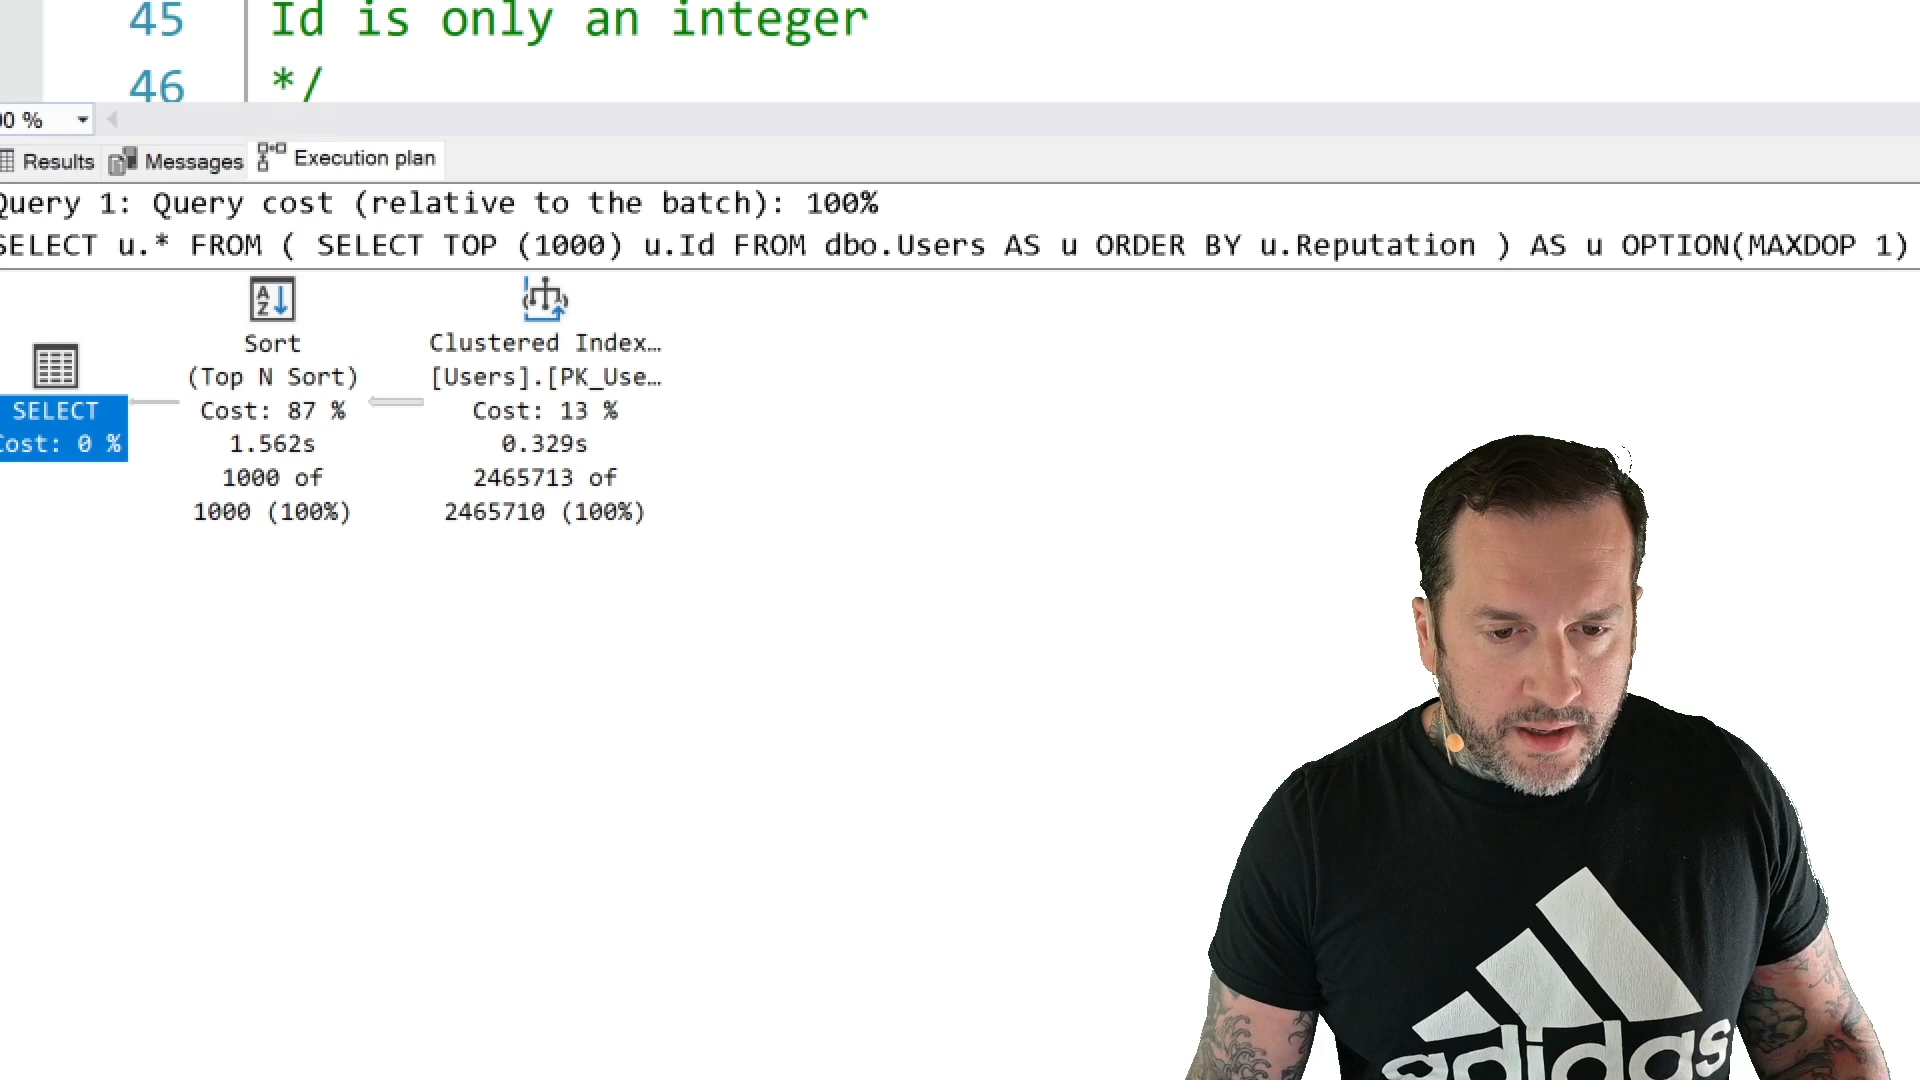 45 Id is only an integer
46 */
00 %
Results Messages Execution plan
Query 1: Query cost (relative to the batch): 100%
SELECT u.* FROM ( SELECT TOP (1000) u.Id FROM dbo.Users AS u ORDER BY u.Reputation ) AS u OPTION(MAXDOP 1)
SELECT
Cost: 0 %
Sort
(Top N Sort)
Cost: 87 %
1.562s
1000 of
1000 (100%)
Clustered Index…
[Users].[PK_Use…
Cost: 13 %
0.329s
2465713 of
2465710 (100%)
adidas